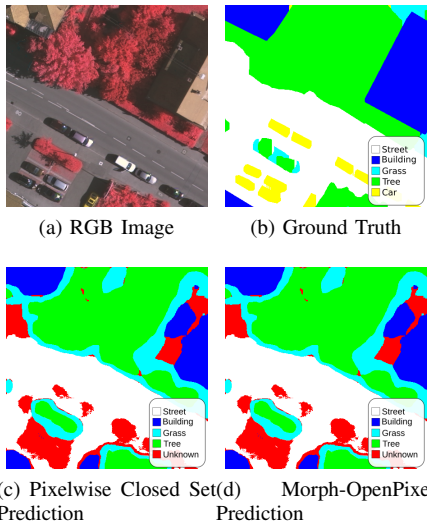 Street
Building
Grass
Tree
Car
(a) RGB Image
(b) Ground Truth
Street
Building
Grass
Tree
Unknown
Street
Building
Grass
Tree
Unknown
(c) Pixelwise Closed Set
Prediction
(d) Morph-OpenPixe
Prediction